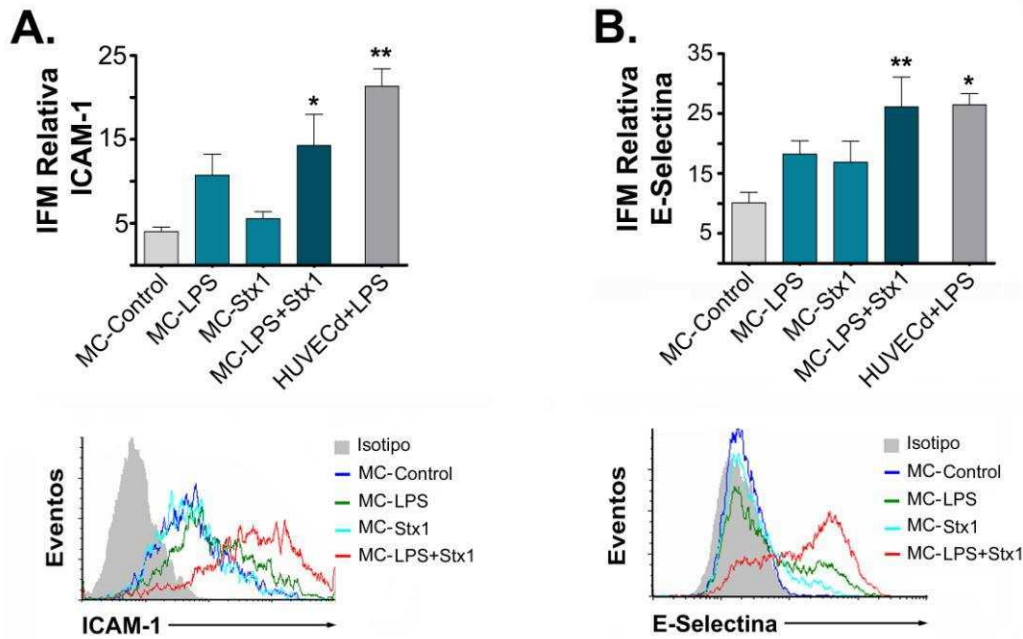 A.
IFM Relativa
ICAM-1
25
15
5
*
**
MC-Control
MC-LPS
MC-Stx1
MC-LPS+Stx1
HUVECd+LPS
Eventos
ICAM-1
Isotipo
MC-Control
MC-LPS
MC-Stx1
MC-LPS+Stx1
B.
IFM Relativa
E-Selectina
35
25
15
5
**
*
MC-Control
MC-LPS
MC-Stx1
MC-LPS+Stx1
HUVECd+LPS
Eventos
E-Selectina
Isotipo
MC-Control
MC-LPS
MC-Stx1
MC-LPS+Stx1